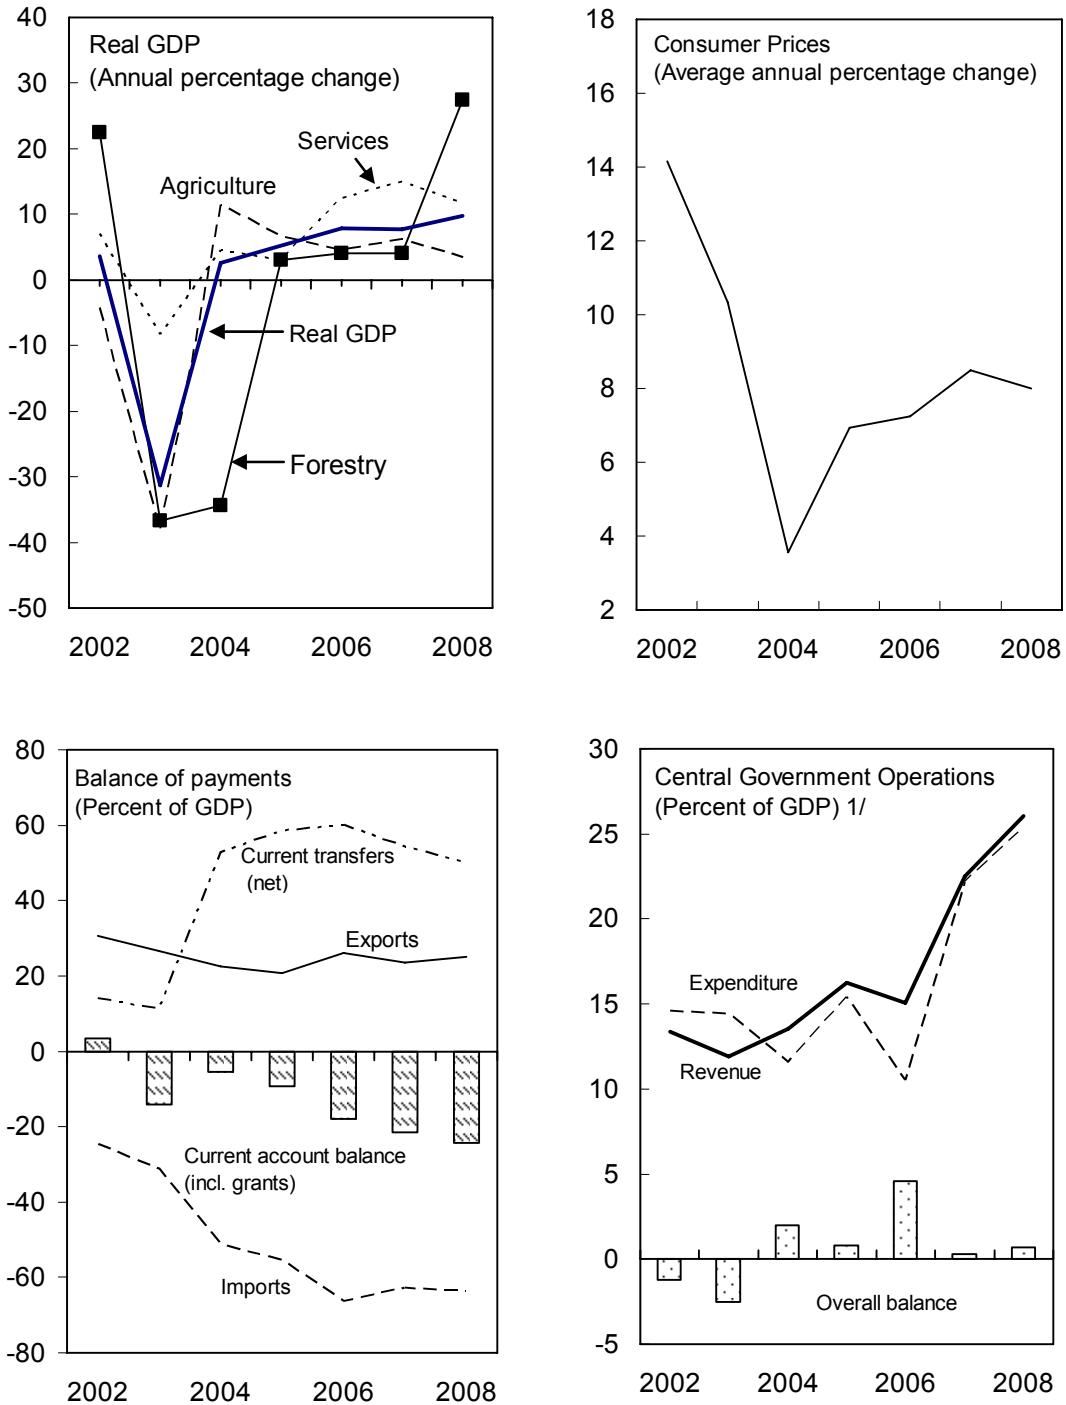 Real GDP
(Annual percentage change)
40
30
20
10
0
-10
-20
-30
-40
-50
Services
Agriculture
Real GDP
Forestry
2002 2004 2006 2008
Consumer Prices
(Average annual percentage change)
18
16
14
12
10
8
6
4
2
2002 2004 2006 2008
Balance of payments
(Percent of GDP)
80
60
40
20
0
-20
-40
-60
-80
Current transfers
(net)
Exports
Current account balance
(incl. grants)
Imports
2002 2004 2006 2008
Central Government Operations
(Percent of GDP) 1/
30
25
20
15
10
5
0
-5
Expenditure
Revenue
Overall balance
2002 2004 2006 2008